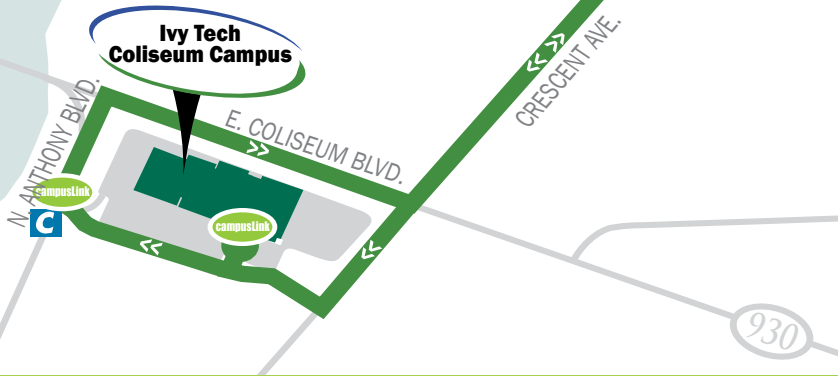 Ivy Tech
Coliseum Campus
CRESCENT AVE.
N. ANTHONY BLVD.
E. COLISEUM BLVD.
campusLink
C
campusLink
930